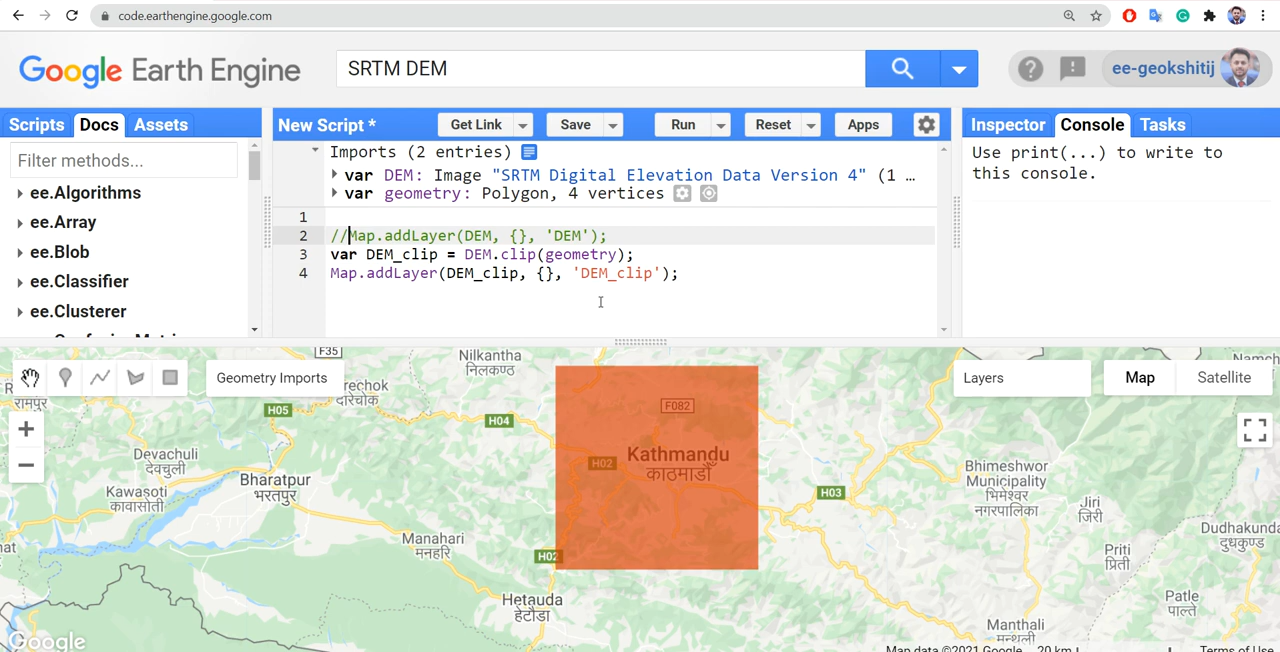 code.earthengine.google.com
Google Earth Engine
SRTM DEM
ee-geokshitij
Scripts Docs Assets
New Script *
Get Link
Save
Run
Reset
Apps
Inspector Console Tasks
Filter methods...
ee.Algorithms
ee.Array
ee.Blob
ee.Classifier
ee.Clusterer
Imports (2 entries)
var DEM: Image "SRTM Digital Elevation Data Version 4" (1 …
var geometry: Polygon, 4 vertices
1
2 //Map.addLayer(DEM, {}, 'DEM');
3 var DEM_clip = DEM.clip(geometry);
4 Map.addLayer(DEM_clip, {}, 'DEM_clip');
Use print(...) to write to
this console.
Geometry Imports
Layers
Map
Satellite
F35
Nilkantha
निलकण्ठ
रामपुर
दारेचोक
H05
H04
F082
Kathmandu
काठमाडौँ
H02
H02
H03
Devachuli
देवचुली
Kawasoti
कावासोती
Bharatpur
भरतपुर
Manahari
मनहरि
Hetauda
हेटौडा
Bhimeshwor
Municipality
भिमेश्वर
नगरपालिका
Jiri
जिरी
Priti
प्रिती
Dudhkunda
दुधकुण्ड
Patle
पाल्ते
Manthali
मन्थली
Google
Map data ©2021 Google
20 km
Terms of Use